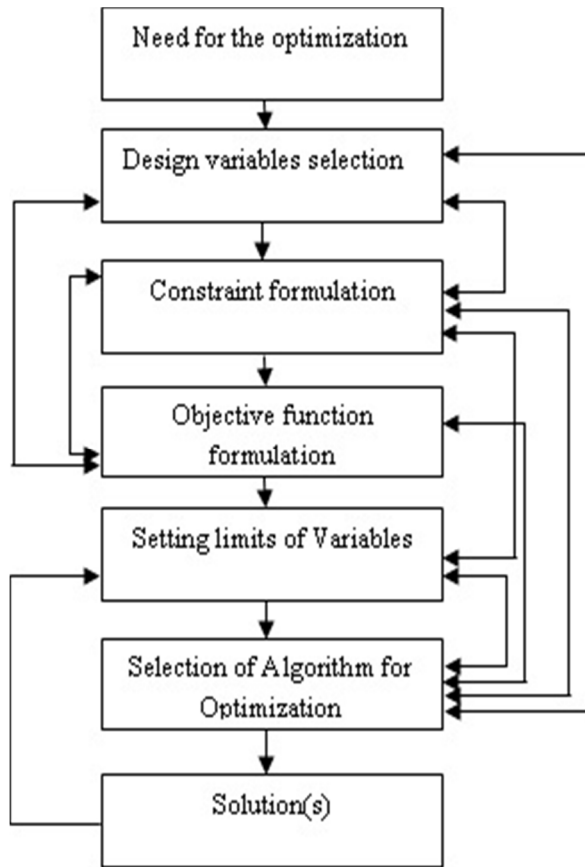 Need for the optimization
Design variables selection
Constraint formulation
Objective function
formulation
Setting limits of Variables
Selection of Algorithm for
Optimization
Solution(s)